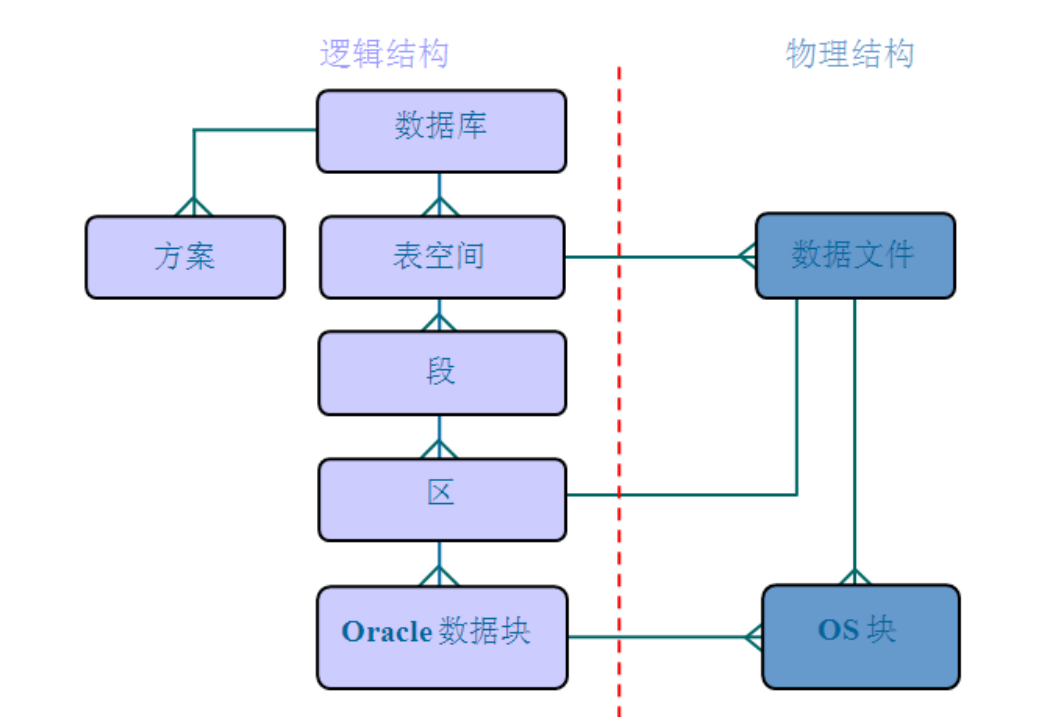 逻辑结构
物理结构
数据库
方案
表空间
数据文件
段
区
Oracle 数据块
OS 块